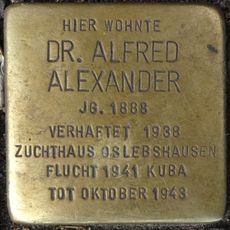 HIER WOHNTE
DR. ALFRED
ALEXANDER
JG. 1888
VERHAFTET 1938
ZUCHTHAUS OSLEBSHAUSEN
FLUCHT 1941 KUBA
TOT OKTOBER 1943